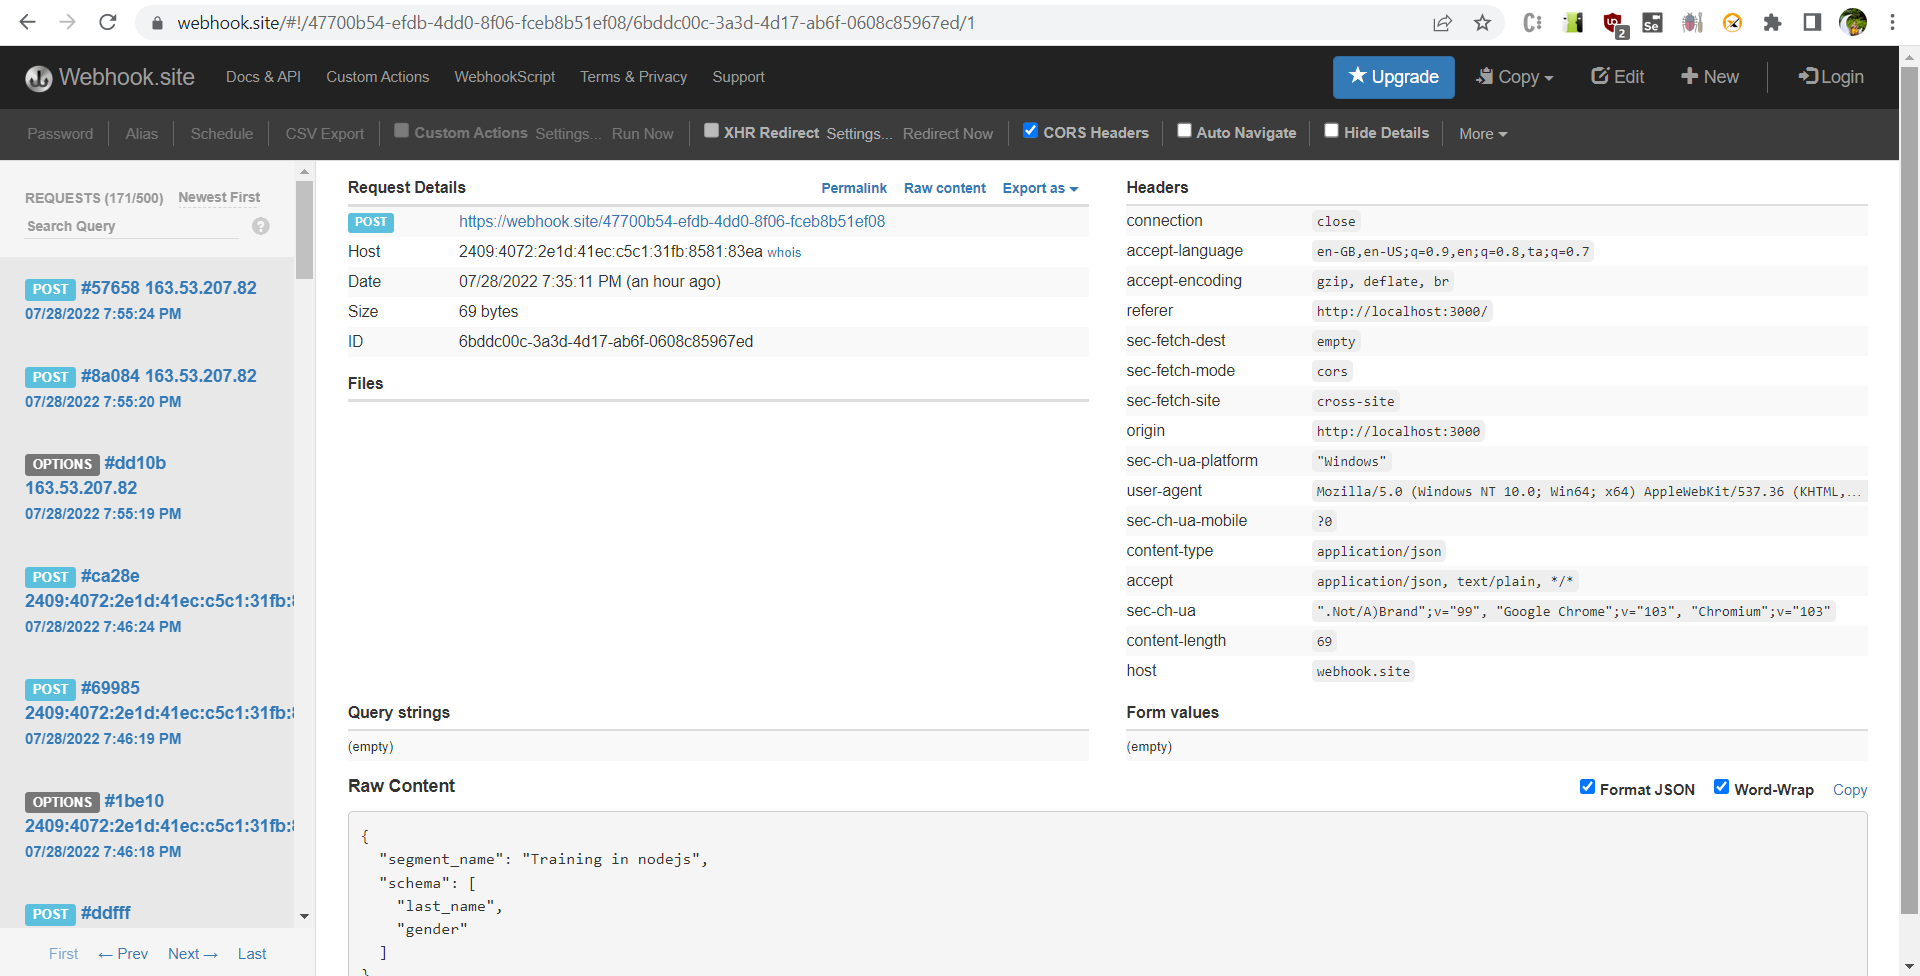 webhook.site/#!/47700b54-efdb-4dd0-8f06-fceb8b51ef08/6bddc00c-3a3d-4d17-ab6f-0608c85967ed/1
2
Se
Webhook.site Docs & API Custom Actions WebhookScript Terms & Privacy Support Upgrade Copy Edit New Login
Password Alias Schedule CSV Export Custom Actions Settings... Run Now XHR Redirect Settings... Redirect Now CORS Headers Auto Navigate Hide Details More
REQUESTS (171/500) Newest First
Search Query ?
POST #57658 163.53.207.82
07/28/2022 7:55:24 PM
POST #8a084 163.53.207.82
07/28/2022 7:55:20 PM
OPTIONS #dd10b
163.53.207.82
07/28/2022 7:55:19 PM
POST #ca28e
2409:4072:2e1d:41ec:c5c1:31fb:8
07/28/2022 7:46:24 PM
POST #69985
2409:4072:2e1d:41ec:c5c1:31fb:8
07/28/2022 7:46:19 PM
OPTIONS #1be10
2409:4072:2e1d:41ec:c5c1:31fb:8
07/28/2022 7:46:18 PM
POST #ddfff
First ← Prev Next → Last
Request Details Permalink Raw content Export as
POST https://webhook.site/47700b54-efdb-4dd0-8f06-fceb8b51ef08
Host 2409:4072:2e1d:41ec:c5c1:31fb:8581:83ea whois
Date 07/28/2022 7:35:11 PM (an hour ago)
Size 69 bytes
ID 6bddc00c-3a3d-4d17-ab6f-0608c85967ed
Files
Headers
connection close
accept-language en-GB,en-US;q=0.9,en;q=0.8,ta;q=0.7
accept-encoding gzip, deflate, br
referer http://localhost:3000/
sec-fetch-dest empty
sec-fetch-mode cors
sec-fetch-site cross-site
origin http://localhost:3000
sec-ch-ua-platform "Windows"
user-agent Mozilla/5.0 (Windows NT 10.0; Win64; x64) AppleWebKit/537.36 (KHTML,...
sec-ch-ua-mobile ?0
content-type application/json
accept application/json, text/plain, */*
sec-ch-ua ".Not/A)Brand";v="99", "Google Chrome";v="103", "Chromium";v="103"
content-length 69
host webhook.site
Query strings
(empty)
Form values
(empty)
Raw Content Format JSON Word-Wrap Copy
{
"segment_name": "Training in nodejs",
"schema": [
"last_name",
"gender"
]
}